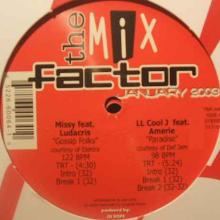 the MIX
factor
JANUARY 2003
Missy feat.
Ludacris
"Gossip Folks"
courtesy of Elektra
122 BPM
TRT - (4:30)
Intro (32)
Break 1 (32)
LL Cool J feat.
Amerie
"Paradise"
courtesy of Def Jam
98 BPM
TRT - (5:24)
Intro (32)
Break 1 (32)
Break 2 (32-32)